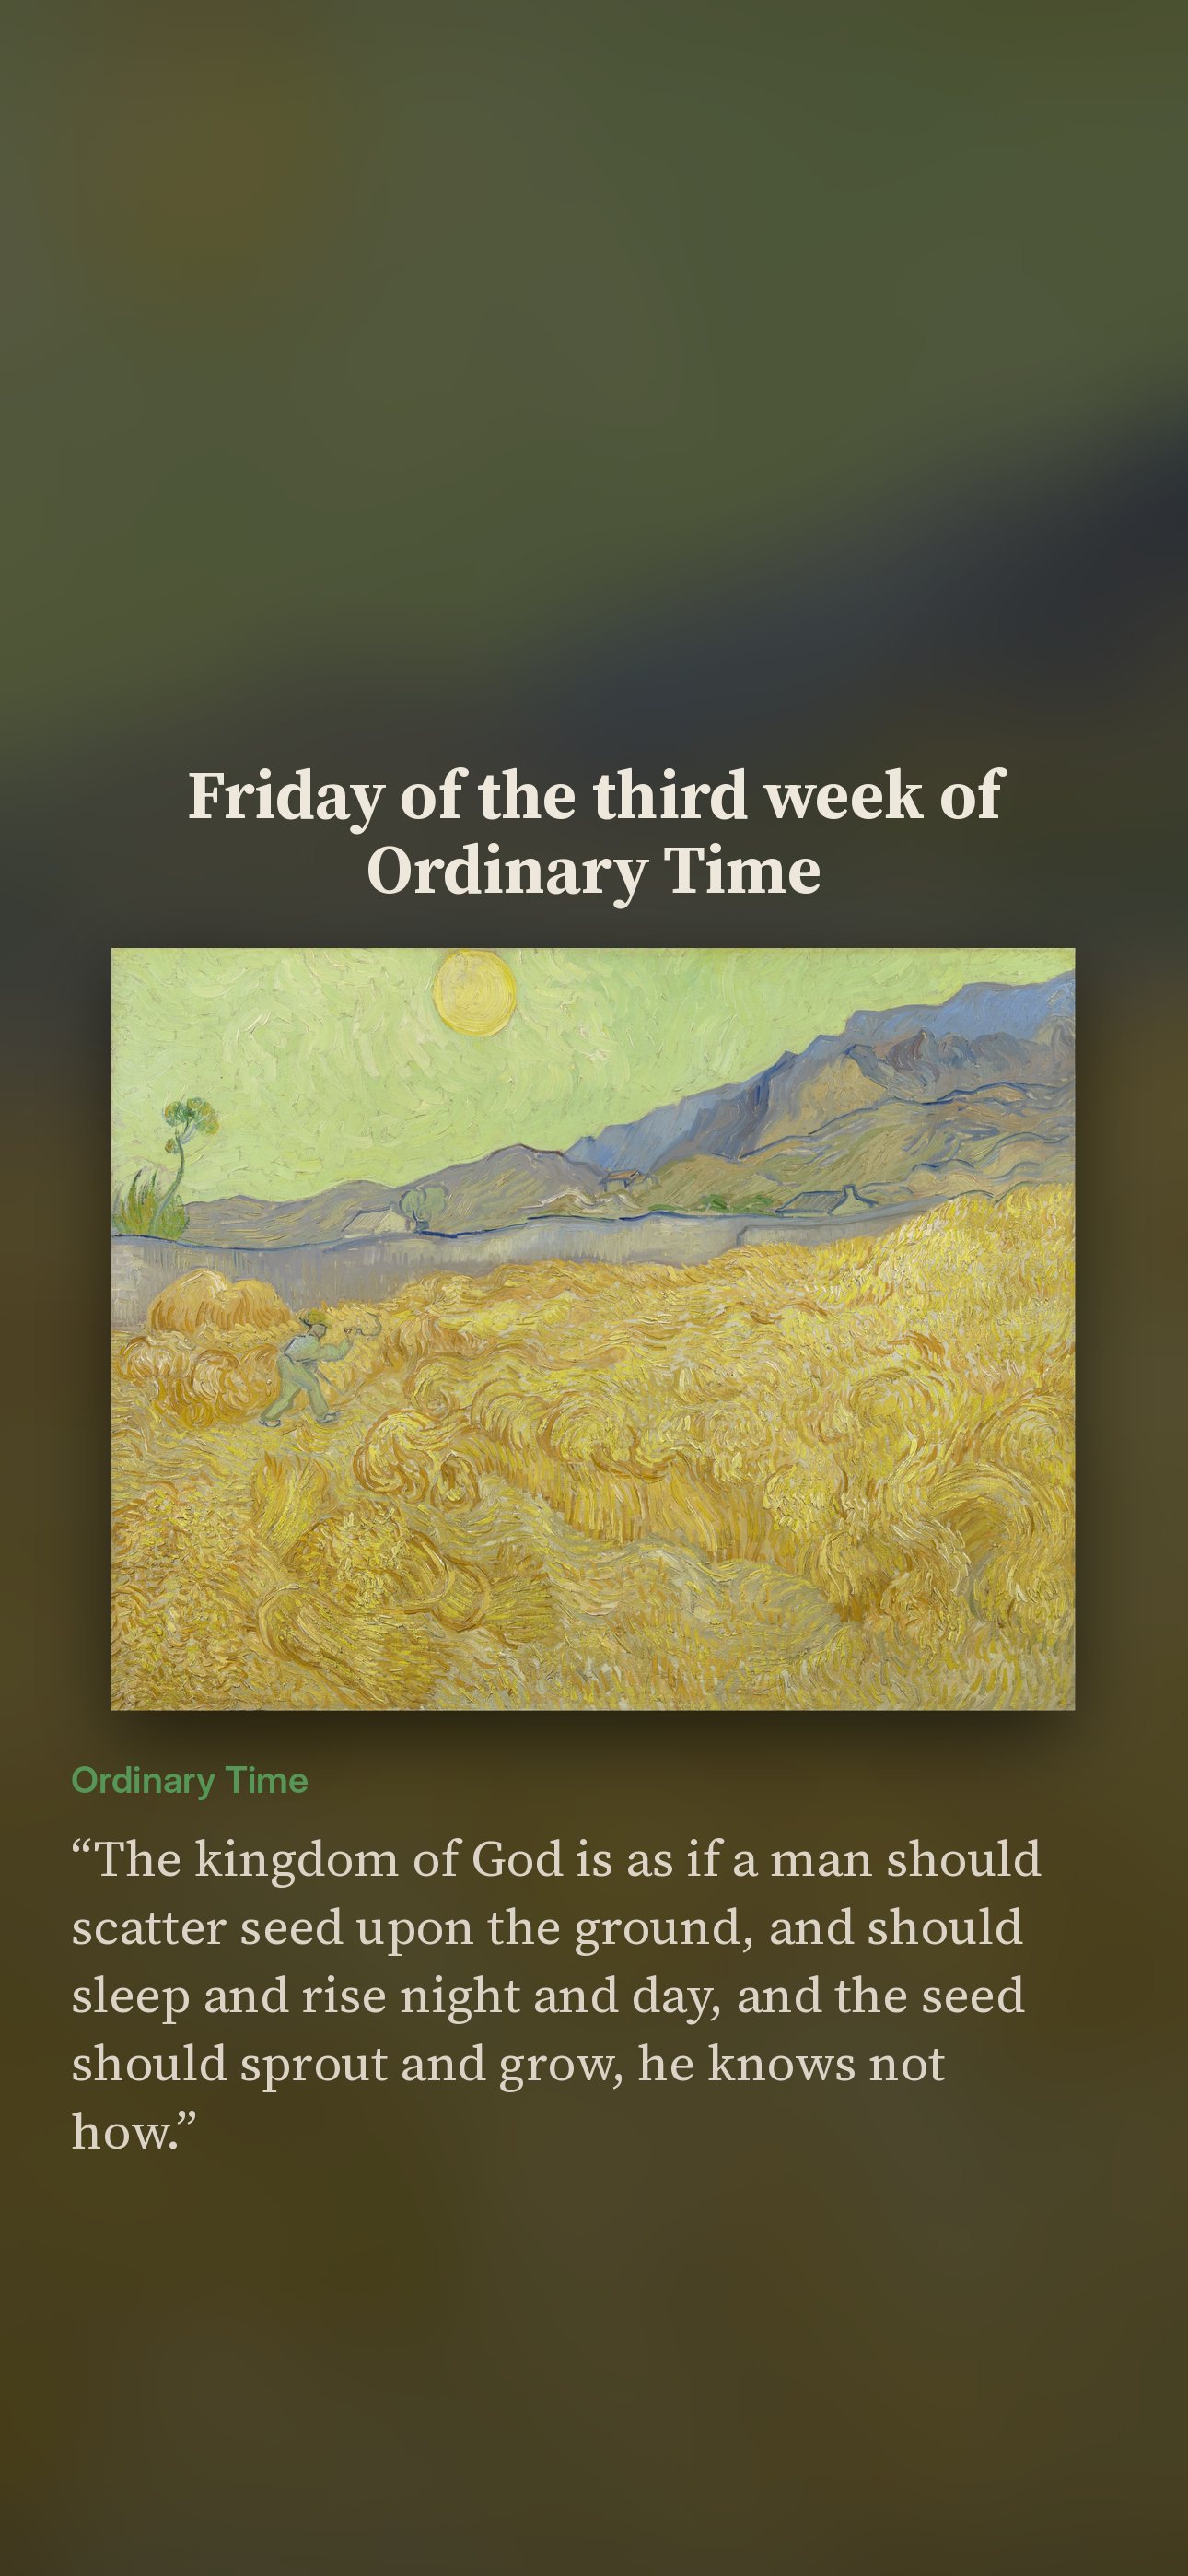 Friday of the third week of
Ordinary Time
Ordinary Time
“The kingdom of God is as if a man should
scatter seed upon the ground, and should
sleep and rise night and day, and the seed
should sprout and grow, he knows not
how.”